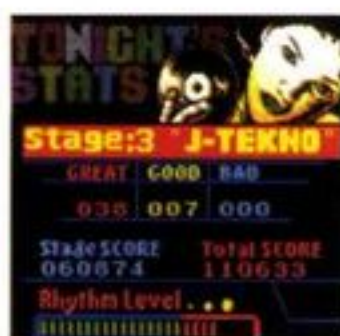 TONIGHT'S
STATS
Stage:3 "J-TEKNO"
GREAT GOOD BAD
038 007 000
Stage SCORE Total SCORE
060874 110633
Rhythm Level...